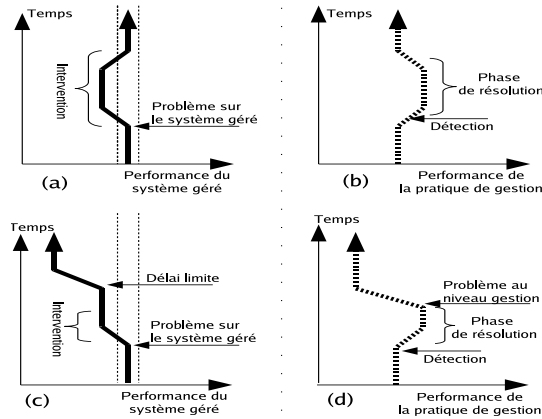 Temps
Intervention
Problème sur
le système géré
(a)
Performance du
système géré
Temps
Phase
de résolution
Détection
(b)
Performance de
la pratique de gestion
Temps
Délai limite
Intervention
Problème sur
le système géré
(c)
Performance du
système géré
Temps
Problème au
niveau gestion
Phase
de résolution
Détection
(d)
Performance de
la pratique de gestion